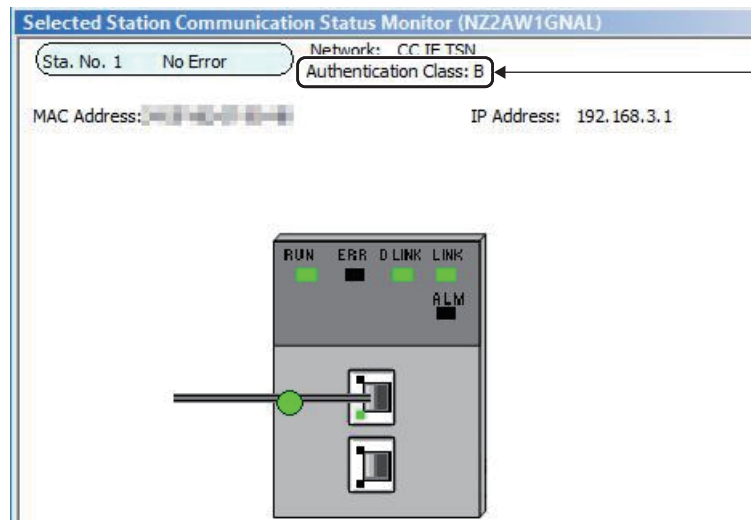 Selected Station Communication Status Monitor (NZ2AW1GNAL)
Sta. No. 1 No Error
Network: CC IE TSN
Authentication Class: B
MAC Address:
IP Address: 192.168.3.1
RUN ERR D LINK LINK
ALM